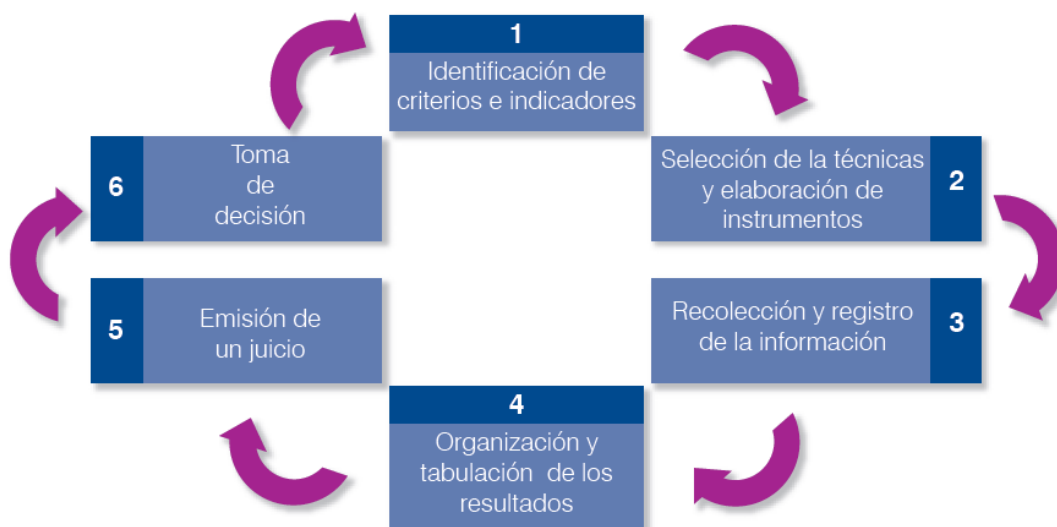 1
Identificación de
criterios e indicadores
2
Selección de la técnicas
y elaboración de
instrumentos
3
Recolección y registro
de la información
4
Organización y
tabulación de los
resultados
5
Emisión de
un juicio
6
Toma
de
decisión